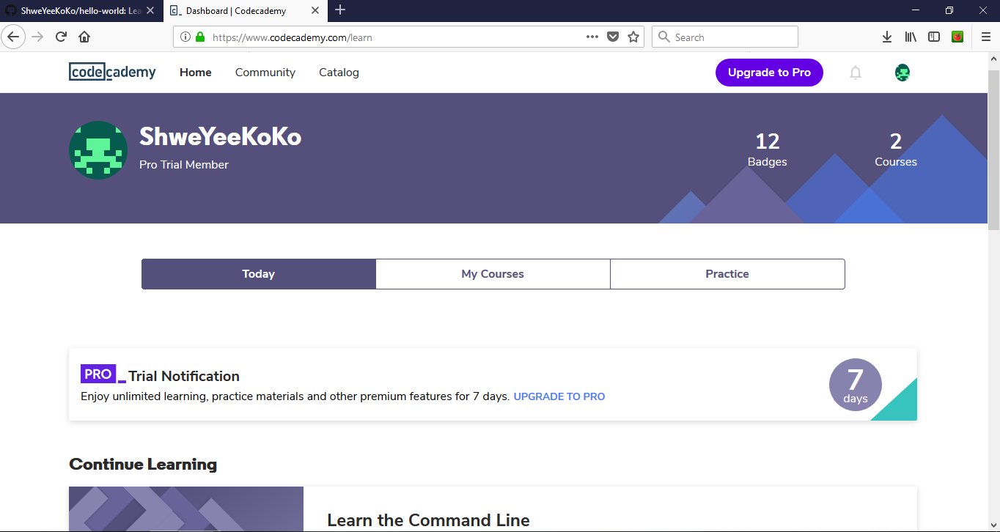 ShweYeeKoKo/hello-world: Lea
Dashboard | Codecademy
https://www.codecademy.com/learn
Search
codecademy
Home
Community
Catalog
Upgrade to Pro
ShweYeeKoKo
Pro Trial Member
12
Badges
2
Courses
Today
My Courses
Practice
PRO_ Trial Notification
Enjoy unlimited learning, practice materials and other premium features for 7 days. UPGRADE TO PRO
7
days
Continue Learning
Learn the Command Line